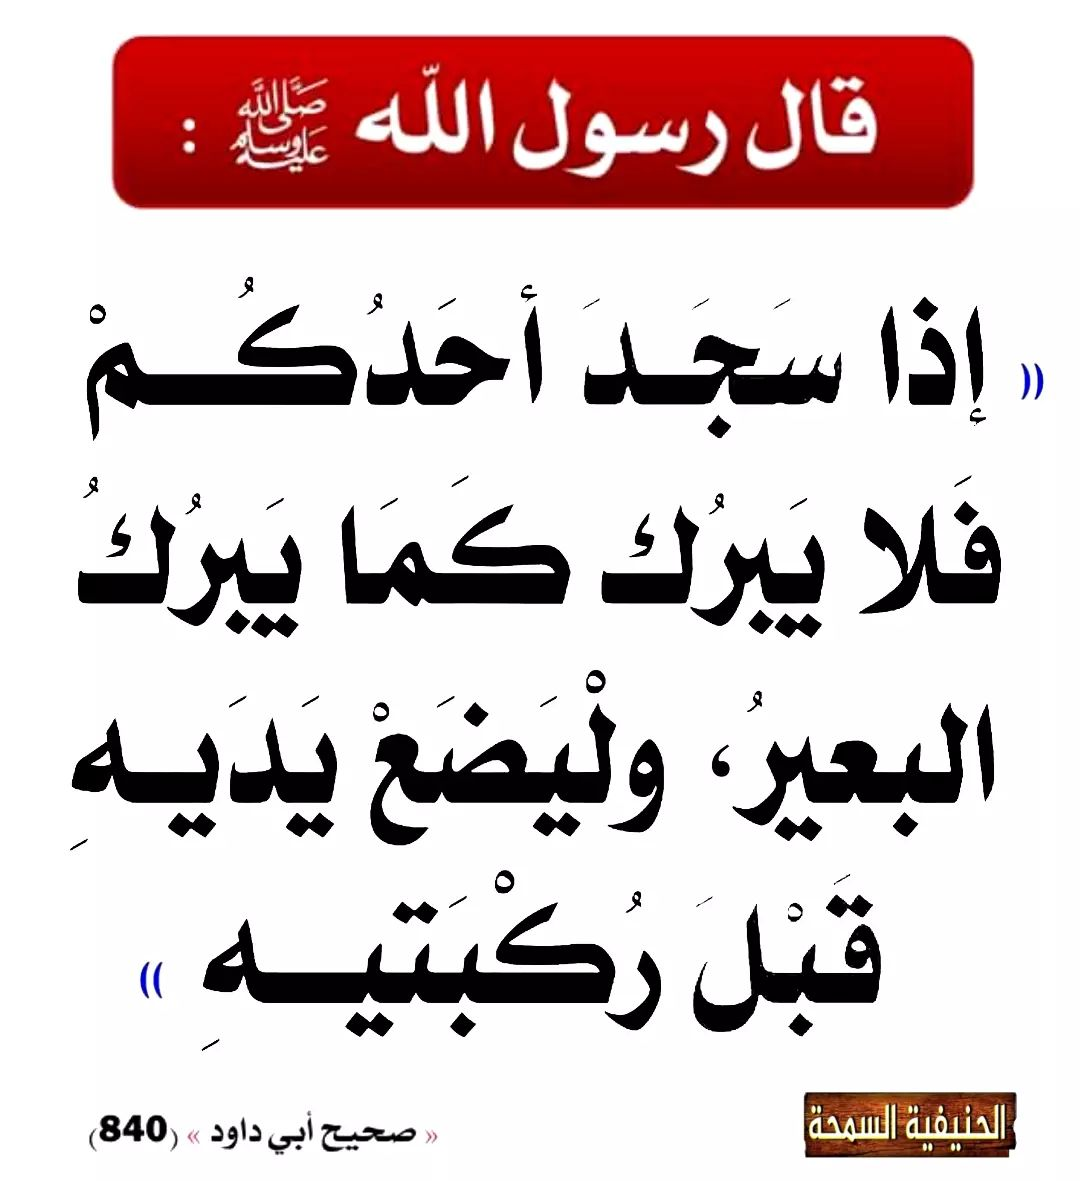 قال رسول الله ﷺ :
(( إذا سَجَدَ أحَدُكُمْ
فَلا يَبرُك كَمَا يَبرُكُ
البعيرُ، ولْيَضَعْ يَدَيهِ
قَبْلَ رُكْبَتيهِ ))
« صحيح أبي داود » (840)
الحنيفية السمحة